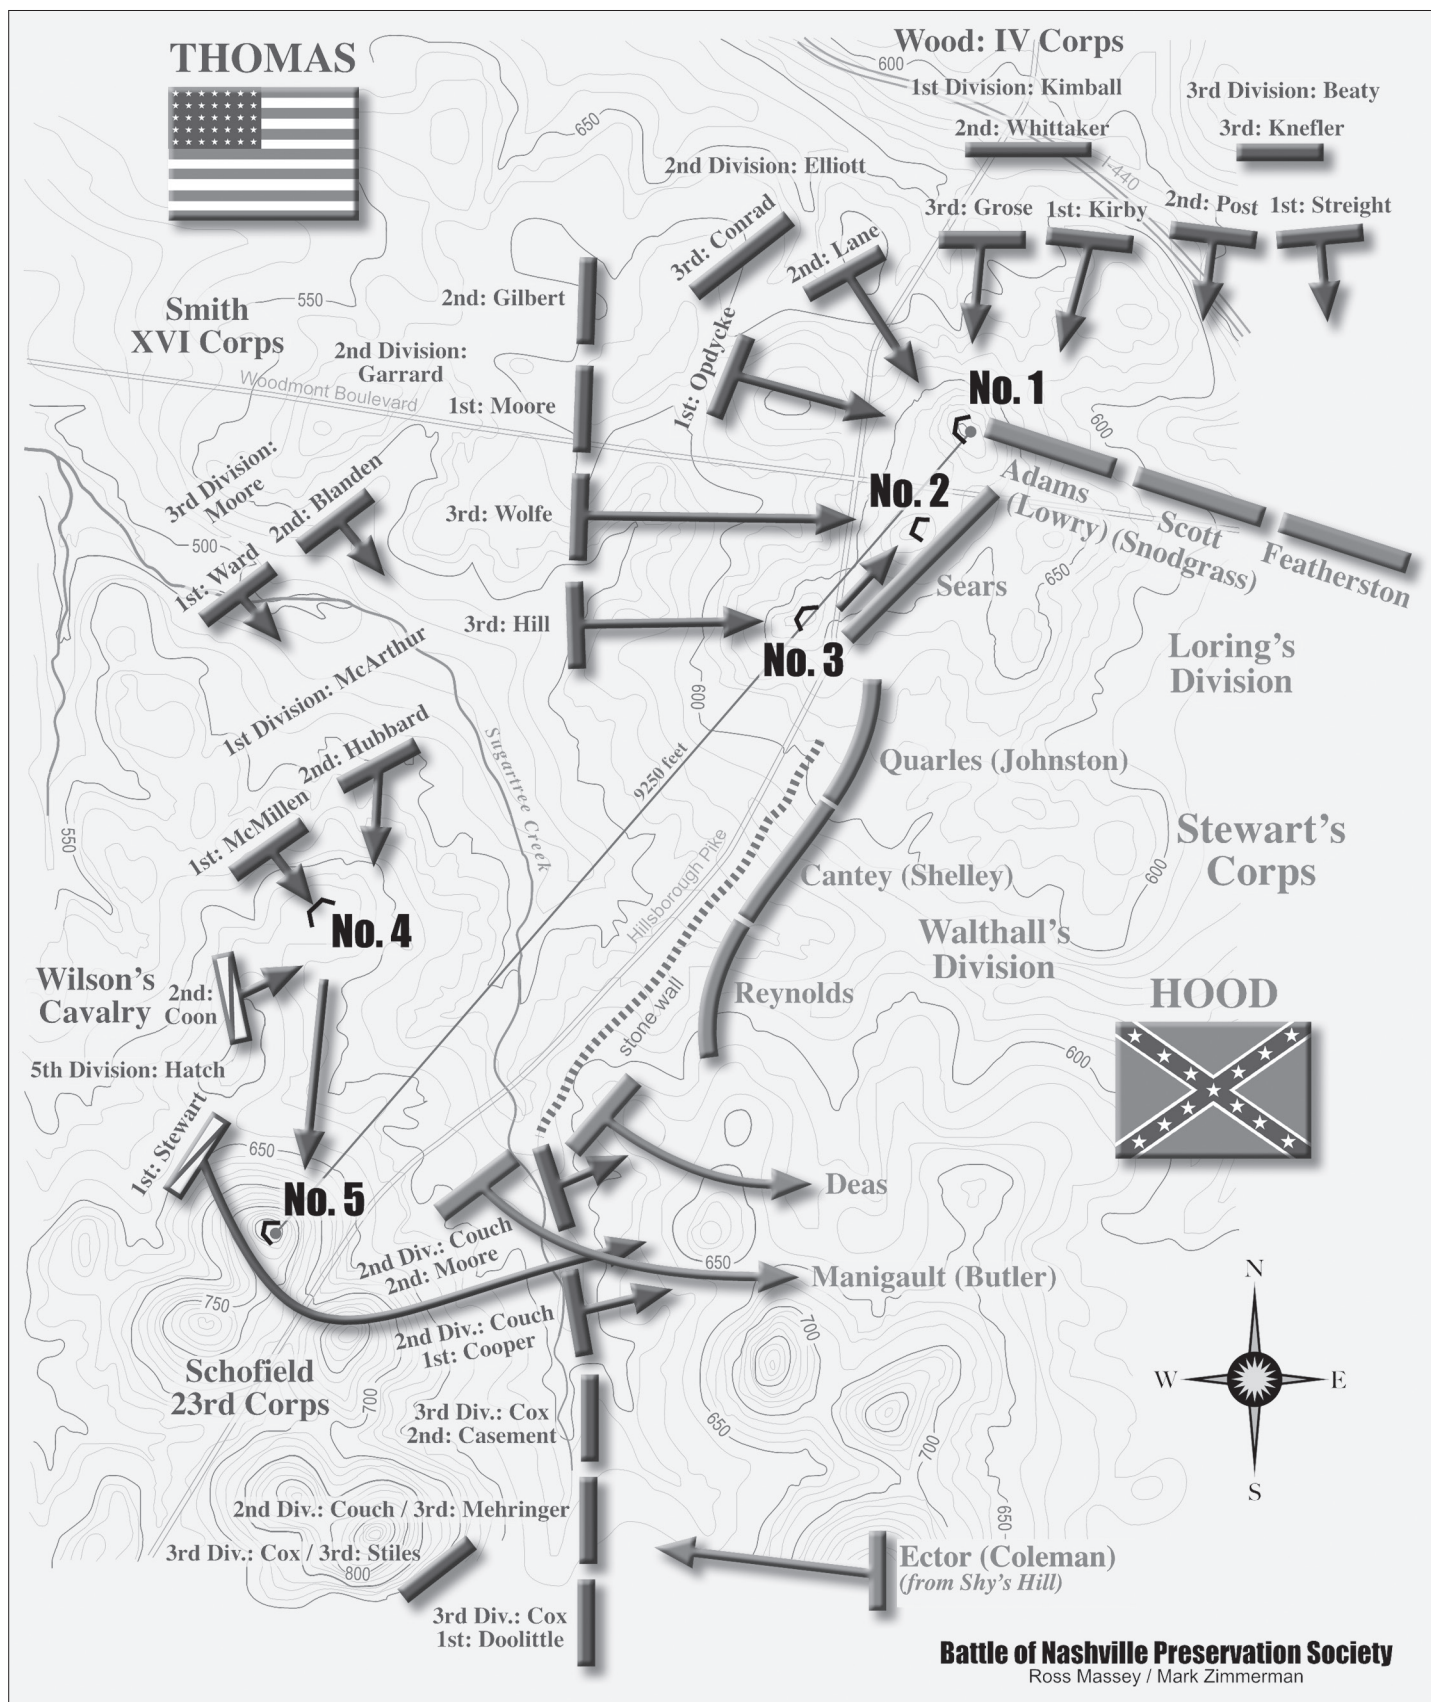 THOMAS
Wood: IV Corps
600
1st Division: Kimball
3rd Division: Beaty
2nd: Whittaker
3rd: Knefler
650
I-440
2nd Division: Elliott
3rd: Conrad
2nd: Lane
3rd: Grose
1st: Kirby
2nd: Post
1st: Streight
2nd: Gilbert
550
Smith
XVI Corps
2nd Division:
Garrard
Woodmont Boulevard
1st: Opdycke
1st: Moore
No. 1
600
3rd Division:
Moore
2nd: Blanden
3rd: Wolfe
No. 2
Adams
(Lowry)
Scott
(Snodgrass)
Featherston
500
1st: Ward
650
Sears
3rd: Hill
No. 3
Loring's
Division
1st Division: McArthur
600
2nd: Hubbard
Sugartree Creek
9250 feet
Quarles (Johnston)
550
1st: McMillen
Hillsborough Pike
Stewart's
Corps
600
Cantey (Shelley)
No. 4
Walthall's
Division
Wilson's
Cavalry
2nd:
Coon
Reynolds
stone wall
HOOD
5th Division: Hatch
600
1st: Stewart
650
No. 5
Deas
2nd Div.: Couch
2nd: Moore
650
Manigault (Butler)
N
750
2nd Div.: Couch
1st: Cooper
700
Schofield
23rd Corps
W
E
700
3rd Div.: Cox
2nd: Casement
650
700
S
2nd Div.: Couch / 3rd: Mehringer
650
3rd Div.: Cox / 3rd: Stiles
800
Ector (Coleman)
(from Shy's Hill)
3rd Div.: Cox
1st: Doolittle
Battle of Nashville Preservation Society
Ross Massey / Mark Zimmerman